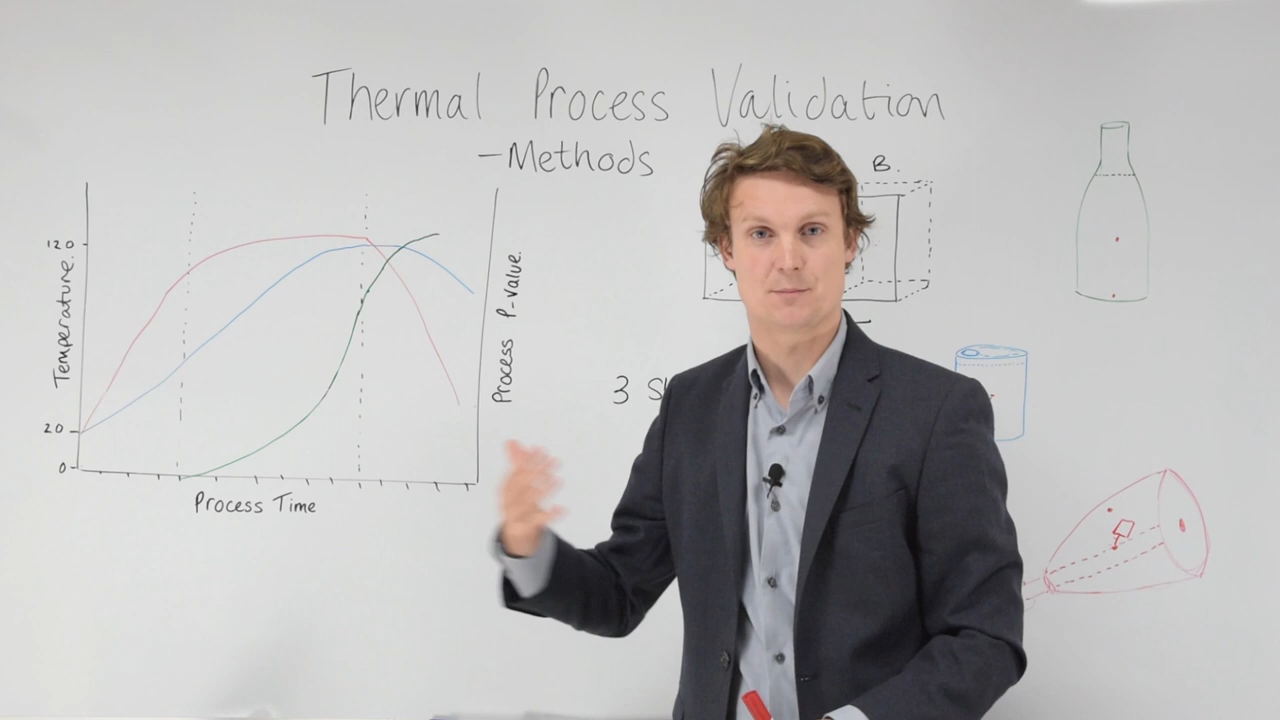 Thermal Process Validation
-Methods
B.
120
Temperature.
20
0
Process Time
Process P-value.
3